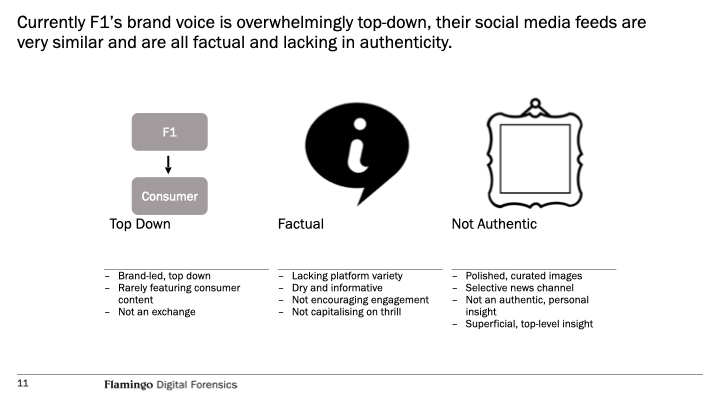 Currently F1’s brand voice is overwhelmingly top-down, their social media feeds are
very similar and are all factual and lacking in authenticity.
F1
Consumer
Top Down
– Brand-led, top down
– Rarely featuring consumer
content
– Not an exchange
i
Factual
– Lacking platform variety
– Dry and informative
– Not encouraging engagement
– Not capitalising on thrill
Not Authentic
– Polished, curated images
– Selective news channel
– Not an authentic, personal
insight
– Superficial, top-level insight
11
Flamingo Digital Forensics